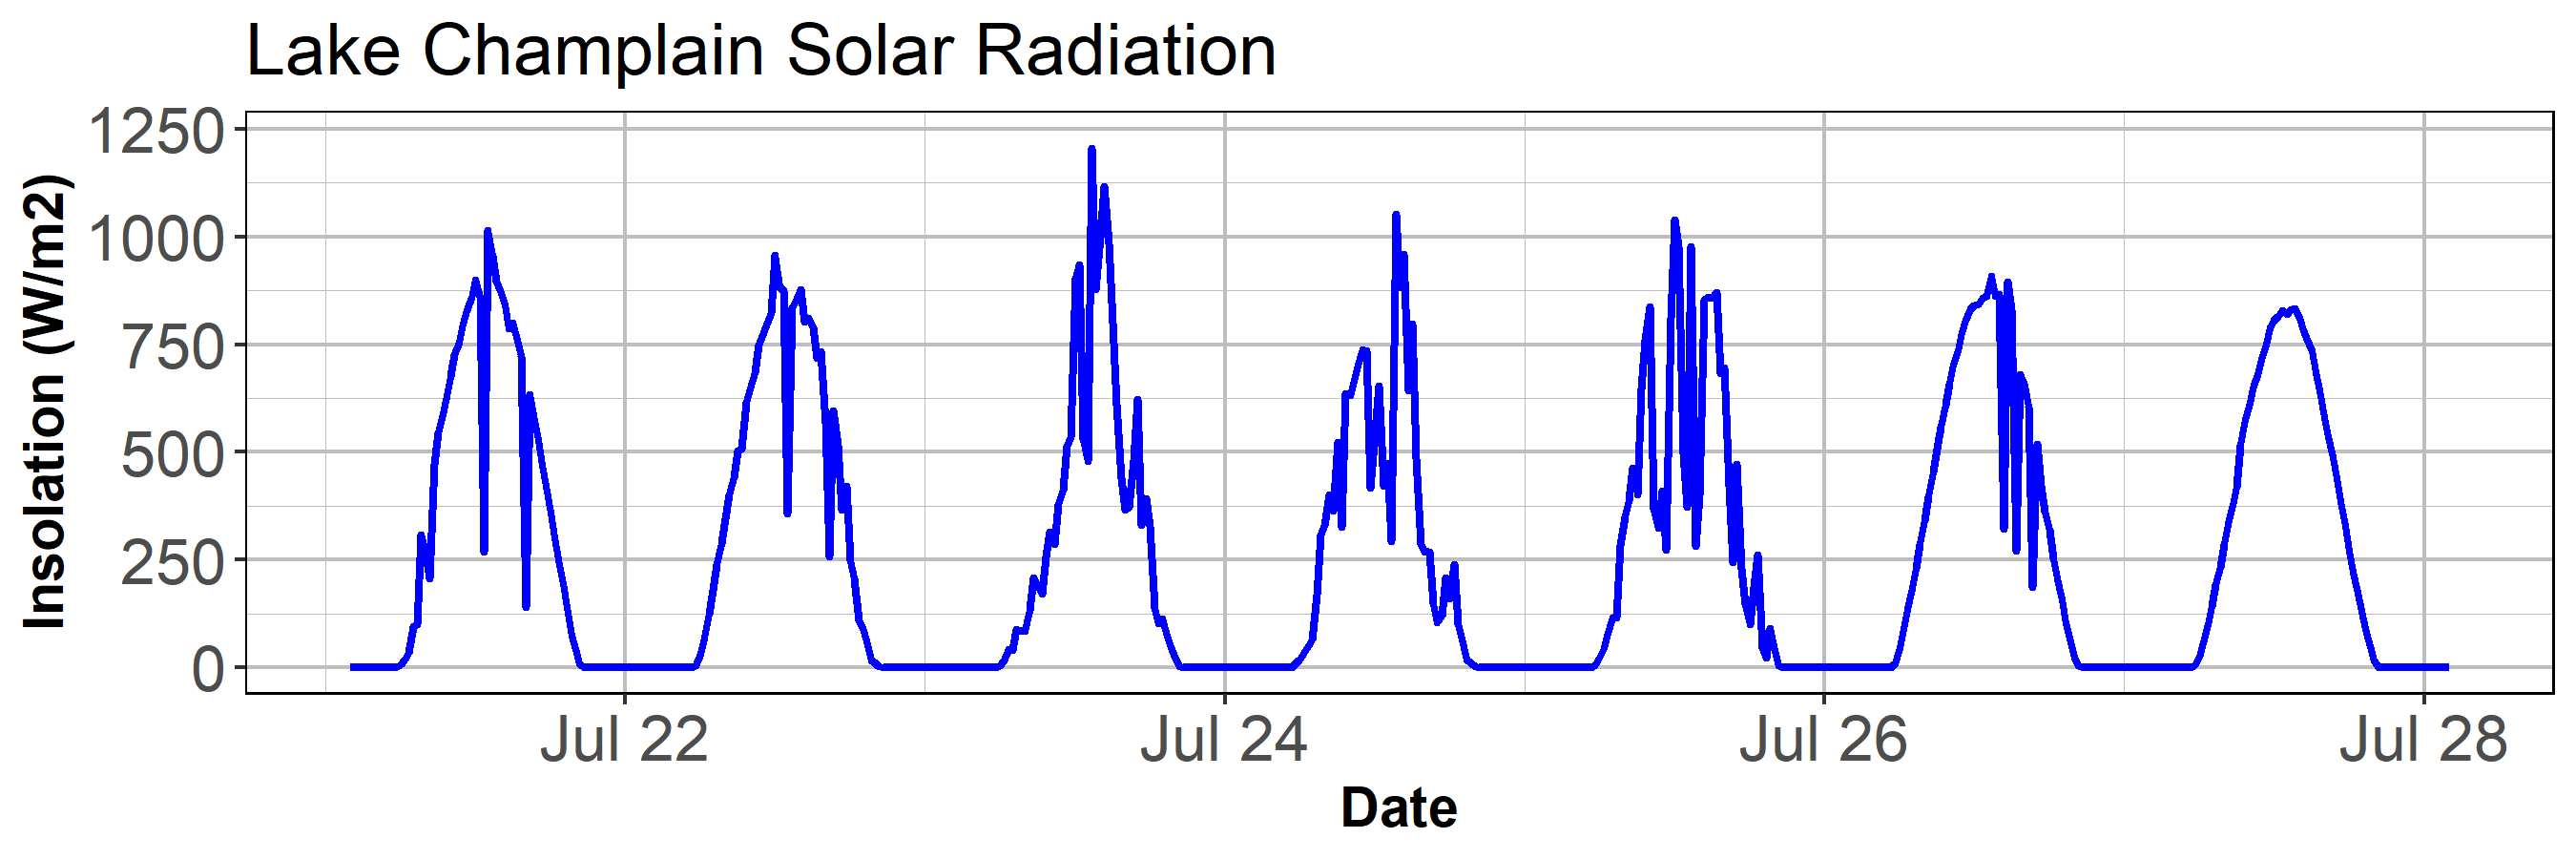 Lake Champlain Solar Radiation
1250
1000
750
500
250
0
Insolation (W/m2)
Jul 22 Jul 24 Jul 26 Jul 28
Date